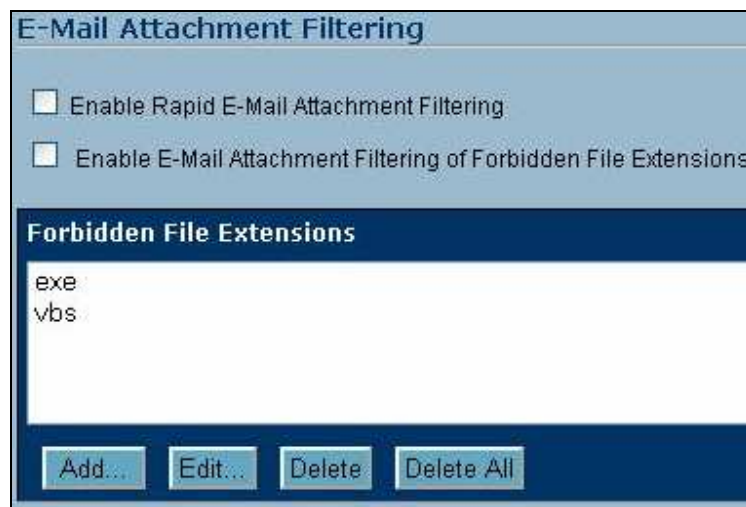 E-Mail Attachment Filtering
Enable Rapid E-Mail Attachment Filtering
Enable E-Mail Attachment Filtering of Forbidden File Extensions
Forbidden File Extensions
exe
vbs
Add... Edit... Delete Delete All